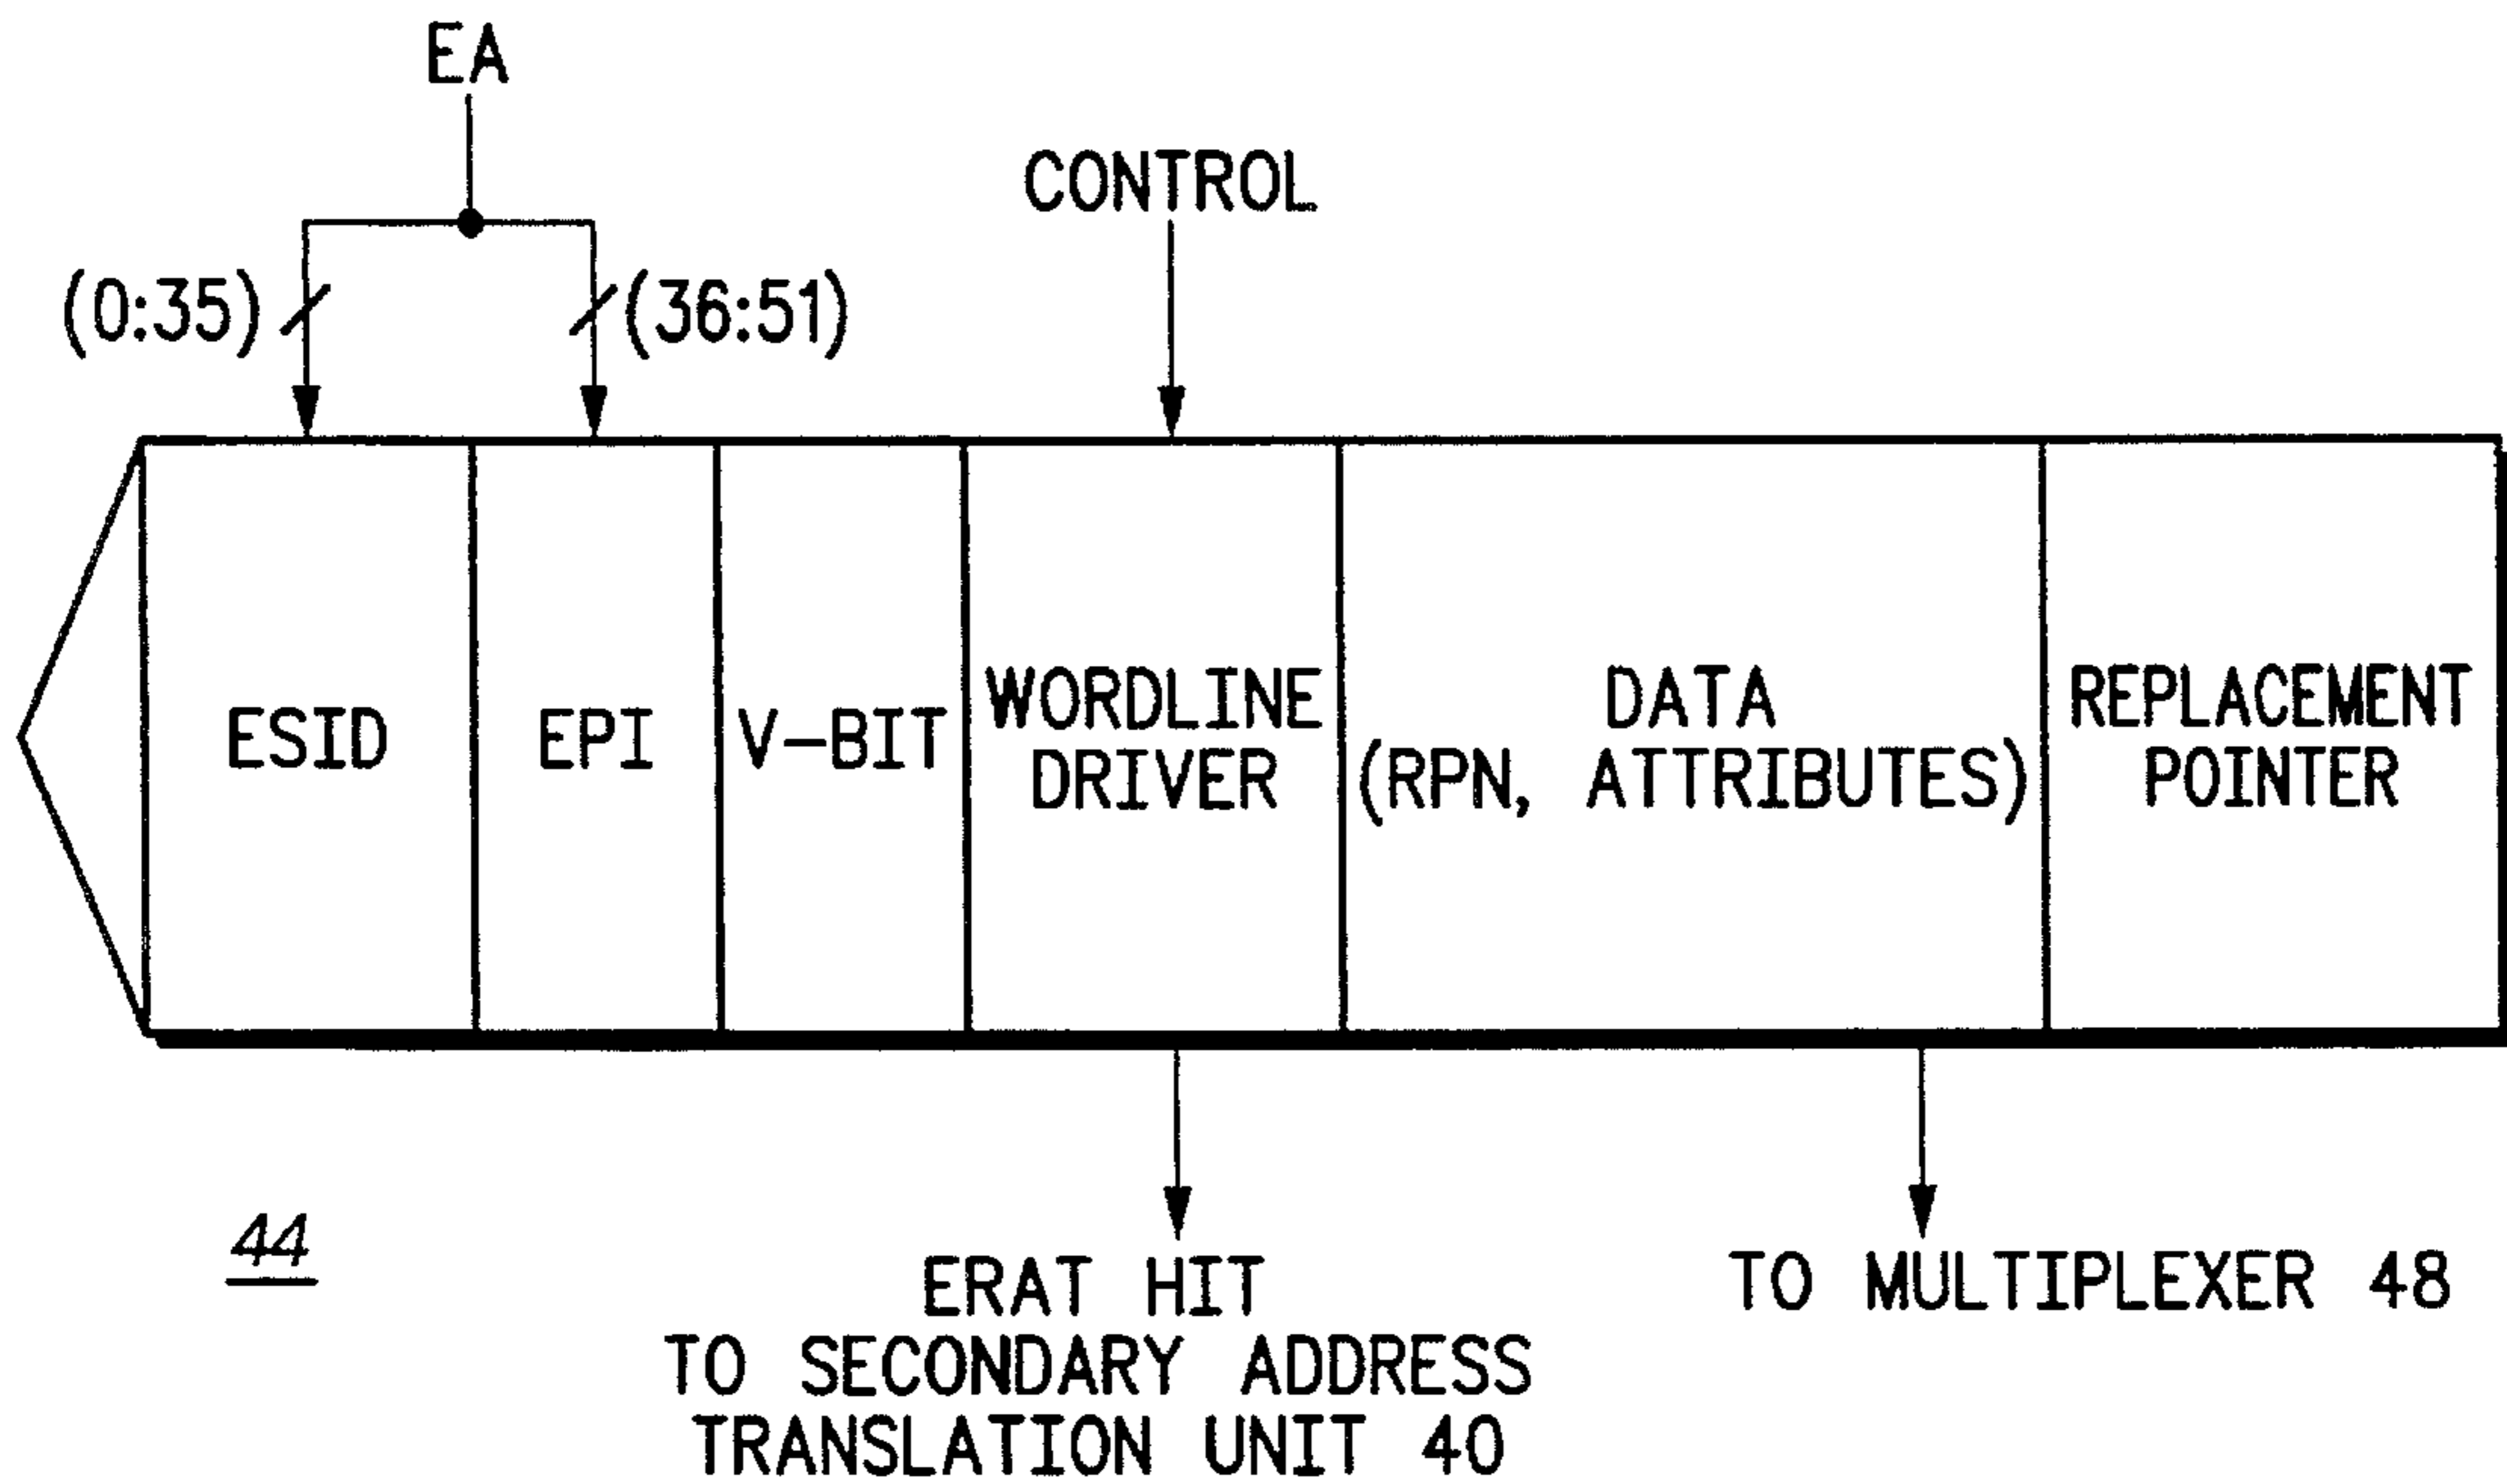 EA
CONTROL
(0:35)
(36:51)
ESID
EPI
V-BIT
WORDLINE
DRIVER
DATA
(RPN, ATTRIBUTES)
REPLACEMENT
POINTER
44
ERAT HIT
TO SECONDARY ADDRESS
TRANSLATION UNIT 40
TO MULTIPLEXER 48